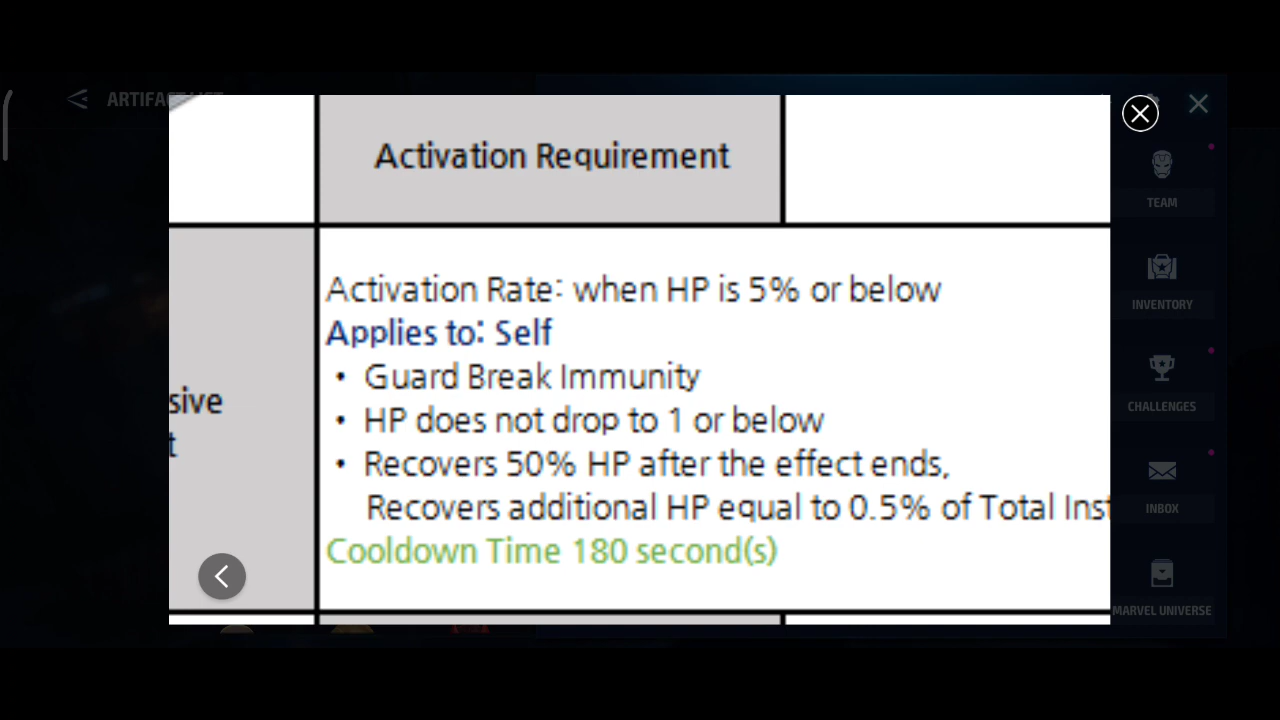 ARTIFACT LIST
Activation Requirement
Activation Rate: when HP is 5% or below
Applies to: Self
• Guard Break Immunity
• HP does not drop to 1 or below
• Recovers 50% HP after the effect ends,
Recovers additional HP equal to 0.5% of Total Inst
Cooldown Time 180 second(s)
sive
t
TEAM
INVENTORY
CHALLENGES
INBOX
MARVEL UNIVERSE